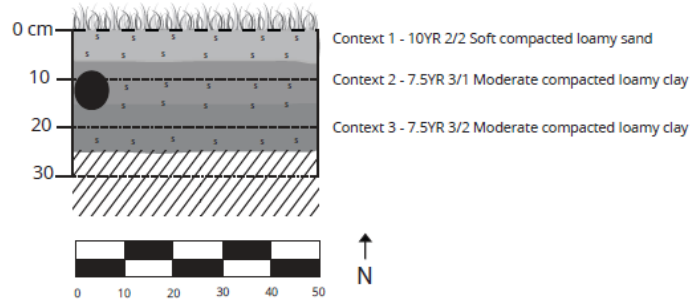 0 cm
Context 1 - 10YR 2/2 Soft compacted loamy sand
s s s s s
s s s s s
10
Context 2 - 7.5YR 3/1 Moderate compacted loamy clay
s s s s s
s s s s s
20
Context 3 - 7.5YR 3/2 Moderate compacted loamy clay
s s s s s
30
N
0 10 20 30 40 50